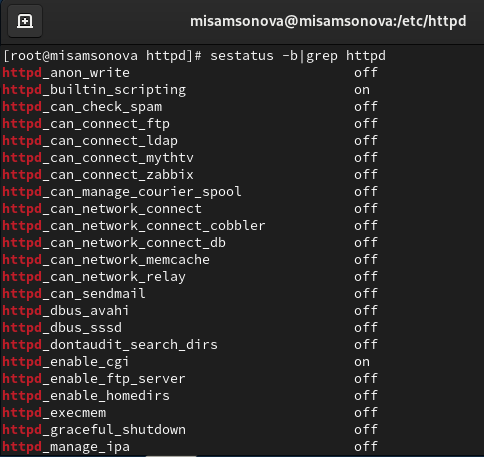 misamsonova@misamsonova:/etc/httpd
[root@misamsonova httpd]# sestatus -b|grep httpd
httpd_anon_write off
httpd_builtin_scripting on
httpd_can_check_spam off
httpd_can_connect_ftp off
httpd_can_connect_ldap off
httpd_can_connect_mythtv off
httpd_can_connect_zabbix off
httpd_can_manage_courier_spool off
httpd_can_network_connect off
httpd_can_network_connect_cobbler off
httpd_can_network_connect_db off
httpd_can_network_memcache off
httpd_can_network_relay off
httpd_can_sendmail off
httpd_dbus_avahi off
httpd_dbus_sssd off
httpd_dontaudit_search_dirs off
httpd_enable_cgi on
httpd_enable_ftp_server off
httpd_enable_homedirs off
httpd_execmem off
httpd_graceful_shutdown off
httpd_manage_ipa off